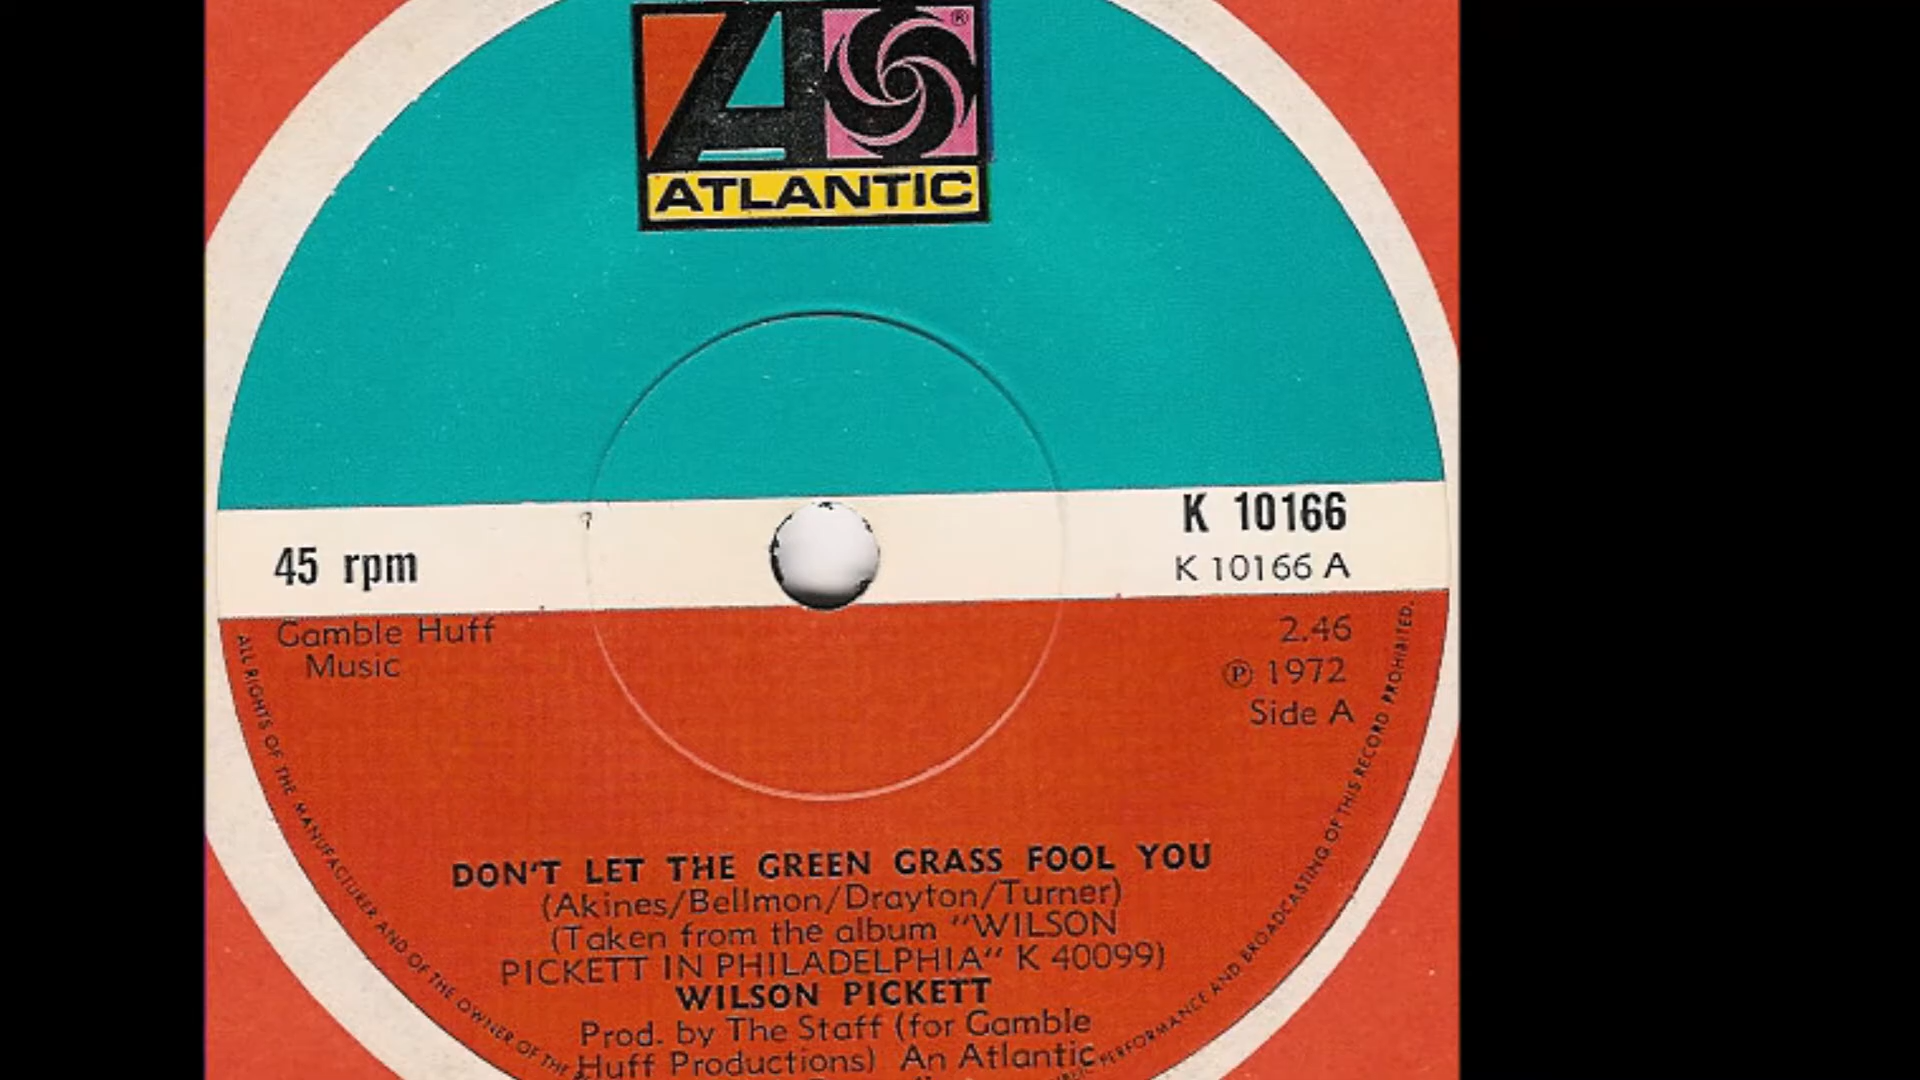 ®
ATLANTIC
K 10166
45 rpm
K 10166 A
Gamble Huff
Music
2.46
Ⓟ 1972
Side A
DON'T LET THE GREEN GRASS FOOL YOU
(Akines/Bellmon/Drayton/Turner)
(Taken from the album "WILSON
PICKETT IN PHILADELPHIA" K 40099)
WILSON PICKETT
Prod. by The Staff (for Gamble
Huff Productions) An Atlantic
ALL RIGHTS OF THE MANUFACTURER AND OF THE OWNER OF THE
PERFORMANCE AND BROADCASTING OF THIS RECORD PROHIBITED.